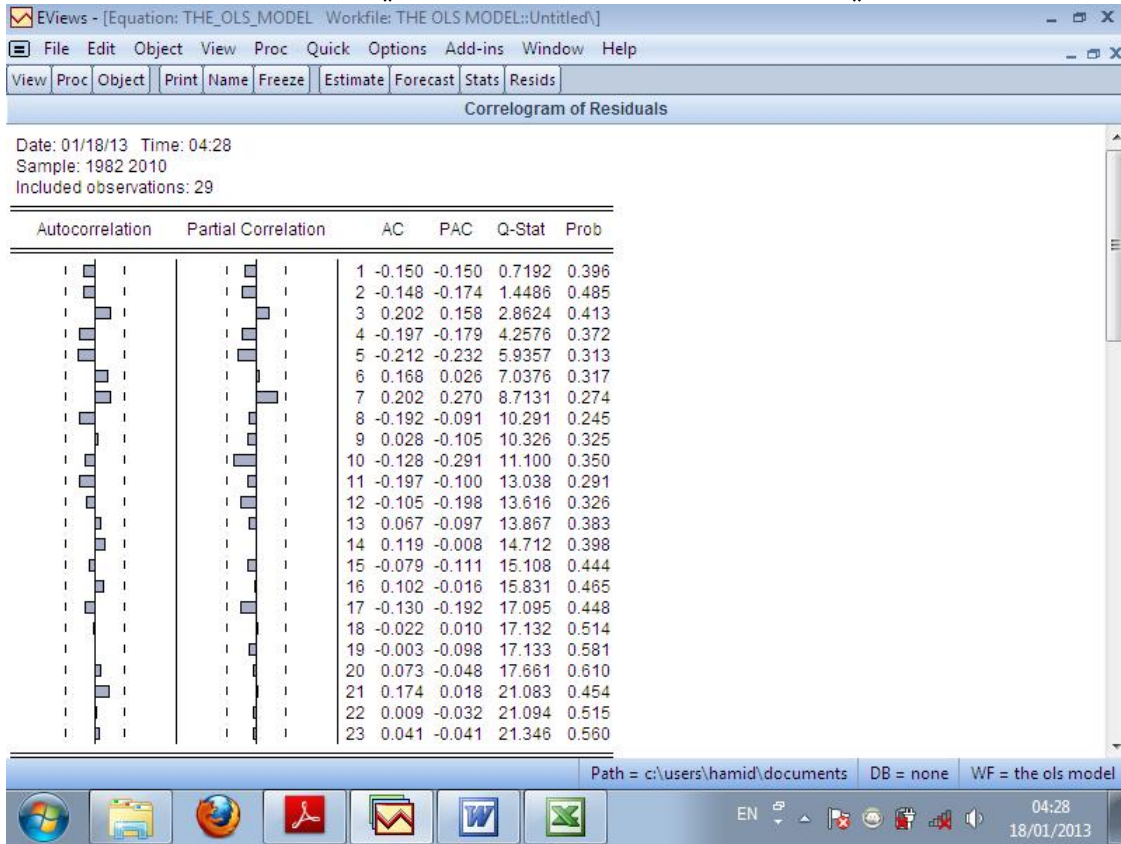 EViews - [Equation: THE_OLS_MODEL Workfile: THE OLS MODEL::Untitled\]
File Edit Object View Proc Quick Options Add-ins Window Help
View Proc Object Print Name Freeze Estimate Forecast Stats Resids
Correlogram of Residuals
Date: 01/18/13 Time: 04:28
Sample: 1982 2010
Included observations: 29
Autocorrelation Partial Correlation AC PAC Q-Stat Prob
1 -0.150 -0.150 0.7192 0.396
2 -0.148 -0.174 1.4486 0.485
3 0.202 0.158 2.8624 0.413
4 -0.197 -0.179 4.2576 0.372
5 -0.212 -0.232 5.9357 0.313
6 0.168 0.026 7.0376 0.317
7 0.202 0.270 8.7131 0.274
8 -0.192 -0.091 10.291 0.245
9 0.028 -0.105 10.326 0.325
10 -0.128 -0.291 11.100 0.350
11 -0.197 -0.100 13.038 0.291
12 -0.105 -0.198 13.616 0.326
13 0.067 -0.097 13.867 0.383
14 0.119 -0.008 14.712 0.398
15 -0.079 -0.111 15.108 0.444
16 0.102 -0.016 15.831 0.465
17 -0.130 -0.192 17.095 0.448
18 -0.022 0.010 17.132 0.514
19 -0.003 -0.098 17.133 0.581
20 0.073 -0.048 17.661 0.610
21 0.174 0.018 21.083 0.454
22 0.009 -0.032 21.094 0.515
23 0.041 -0.041 21.346 0.560
Path = c:\users\hamid\documents DB = none WF = the ols model
EN 04:28
18/01/2013